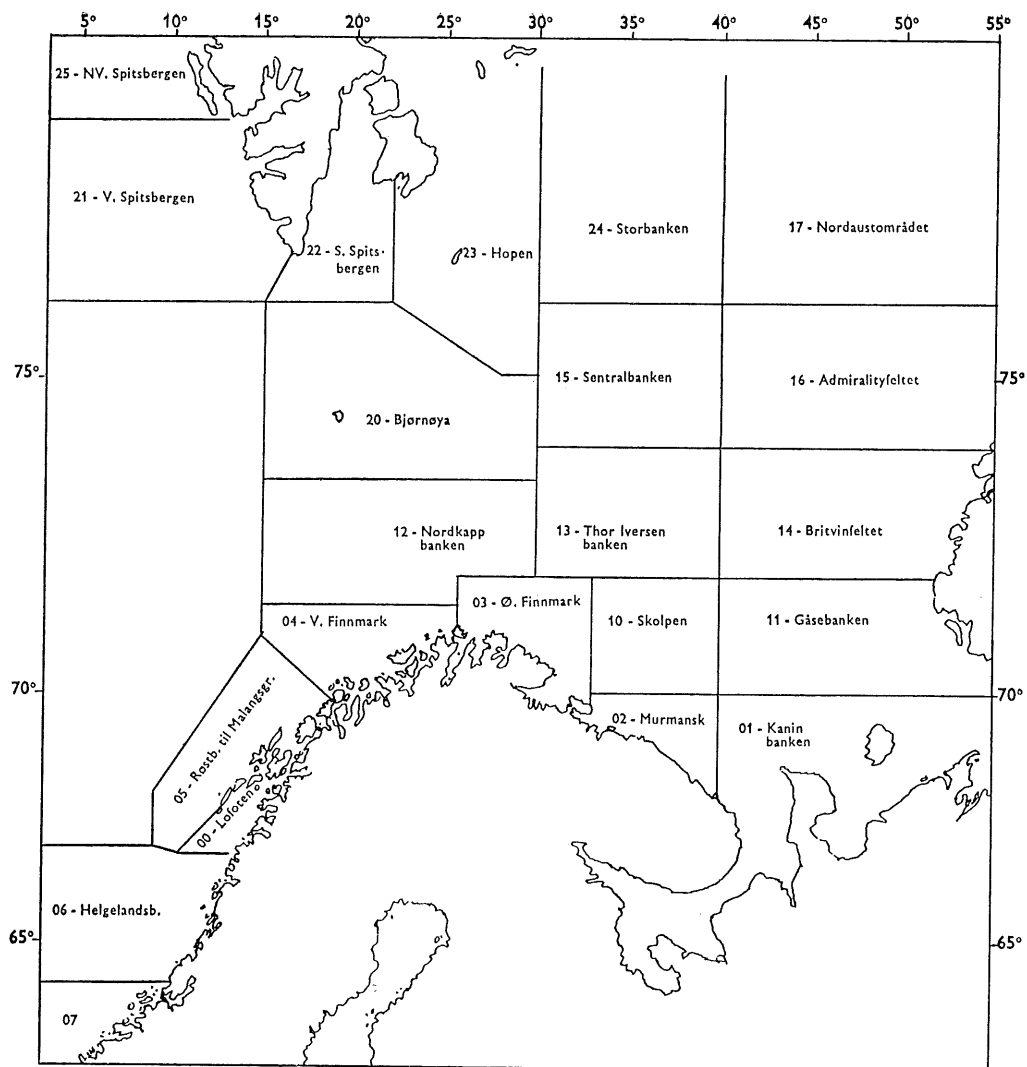 5° 10° 15° 20° 25° 30° 35° 40° 45° 50° 55°
25 - NV. Spitsbergen
21 - V. Spitsbergen
22 - S. Spits-
bergen
23 - Hopen
24 - Storbanken
17 - Nordaustområdet
75°
15 - Sentralbanken
16 - Admiralityfeltet
75°
20 - Bjørnøya
12 - Nordkapp
banken
13 - Thor Iversen
banken
14 - Britvinfeltet
04 - V. Finnmark
03 - Ø. Finnmark
10 - Skolpen
11 - Gåsebanken
70°
70°
02 - Murmansk
01 - Kanin
banken
05 - Røstb. til Malangsgr.
00 - Lofoten
06 - Helgelandsb.
65°
65°
07